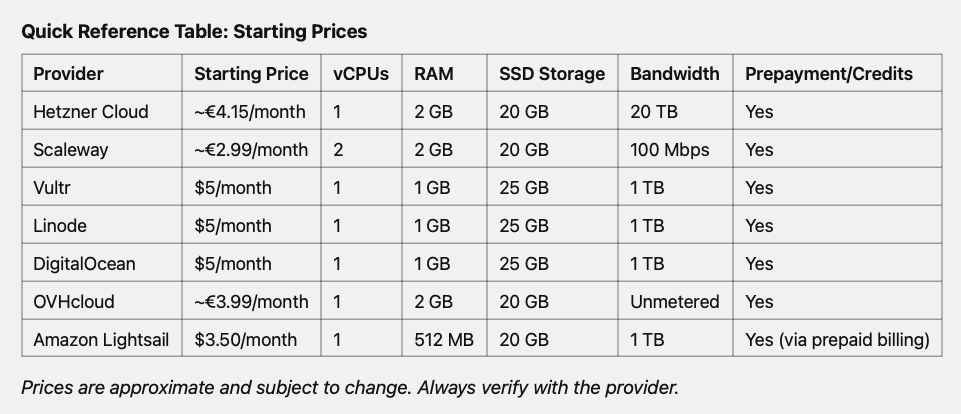 Quick Reference Table: Starting Prices
Provider Starting Price vCPUs RAM SSD Storage Bandwidth Prepayment/Credits
Hetzner Cloud ~€4.15/month 1 2 GB 20 GB 20 TB Yes
Scaleway ~€2.99/month 2 2 GB 20 GB 100 Mbps Yes
Vultr $5/month 1 1 GB 25 GB 1 TB Yes
Linode $5/month 1 1 GB 25 GB 1 TB Yes
DigitalOcean $5/month 1 1 GB 25 GB 1 TB Yes
OVHcloud ~€3.99/month 1 2 GB 20 GB Unmetered Yes
Amazon Lightsail $3.50/month 1 512 MB 20 GB 1 TB Yes (via prepaid billing)
Prices are approximate and subject to change. Always verify with the provider.